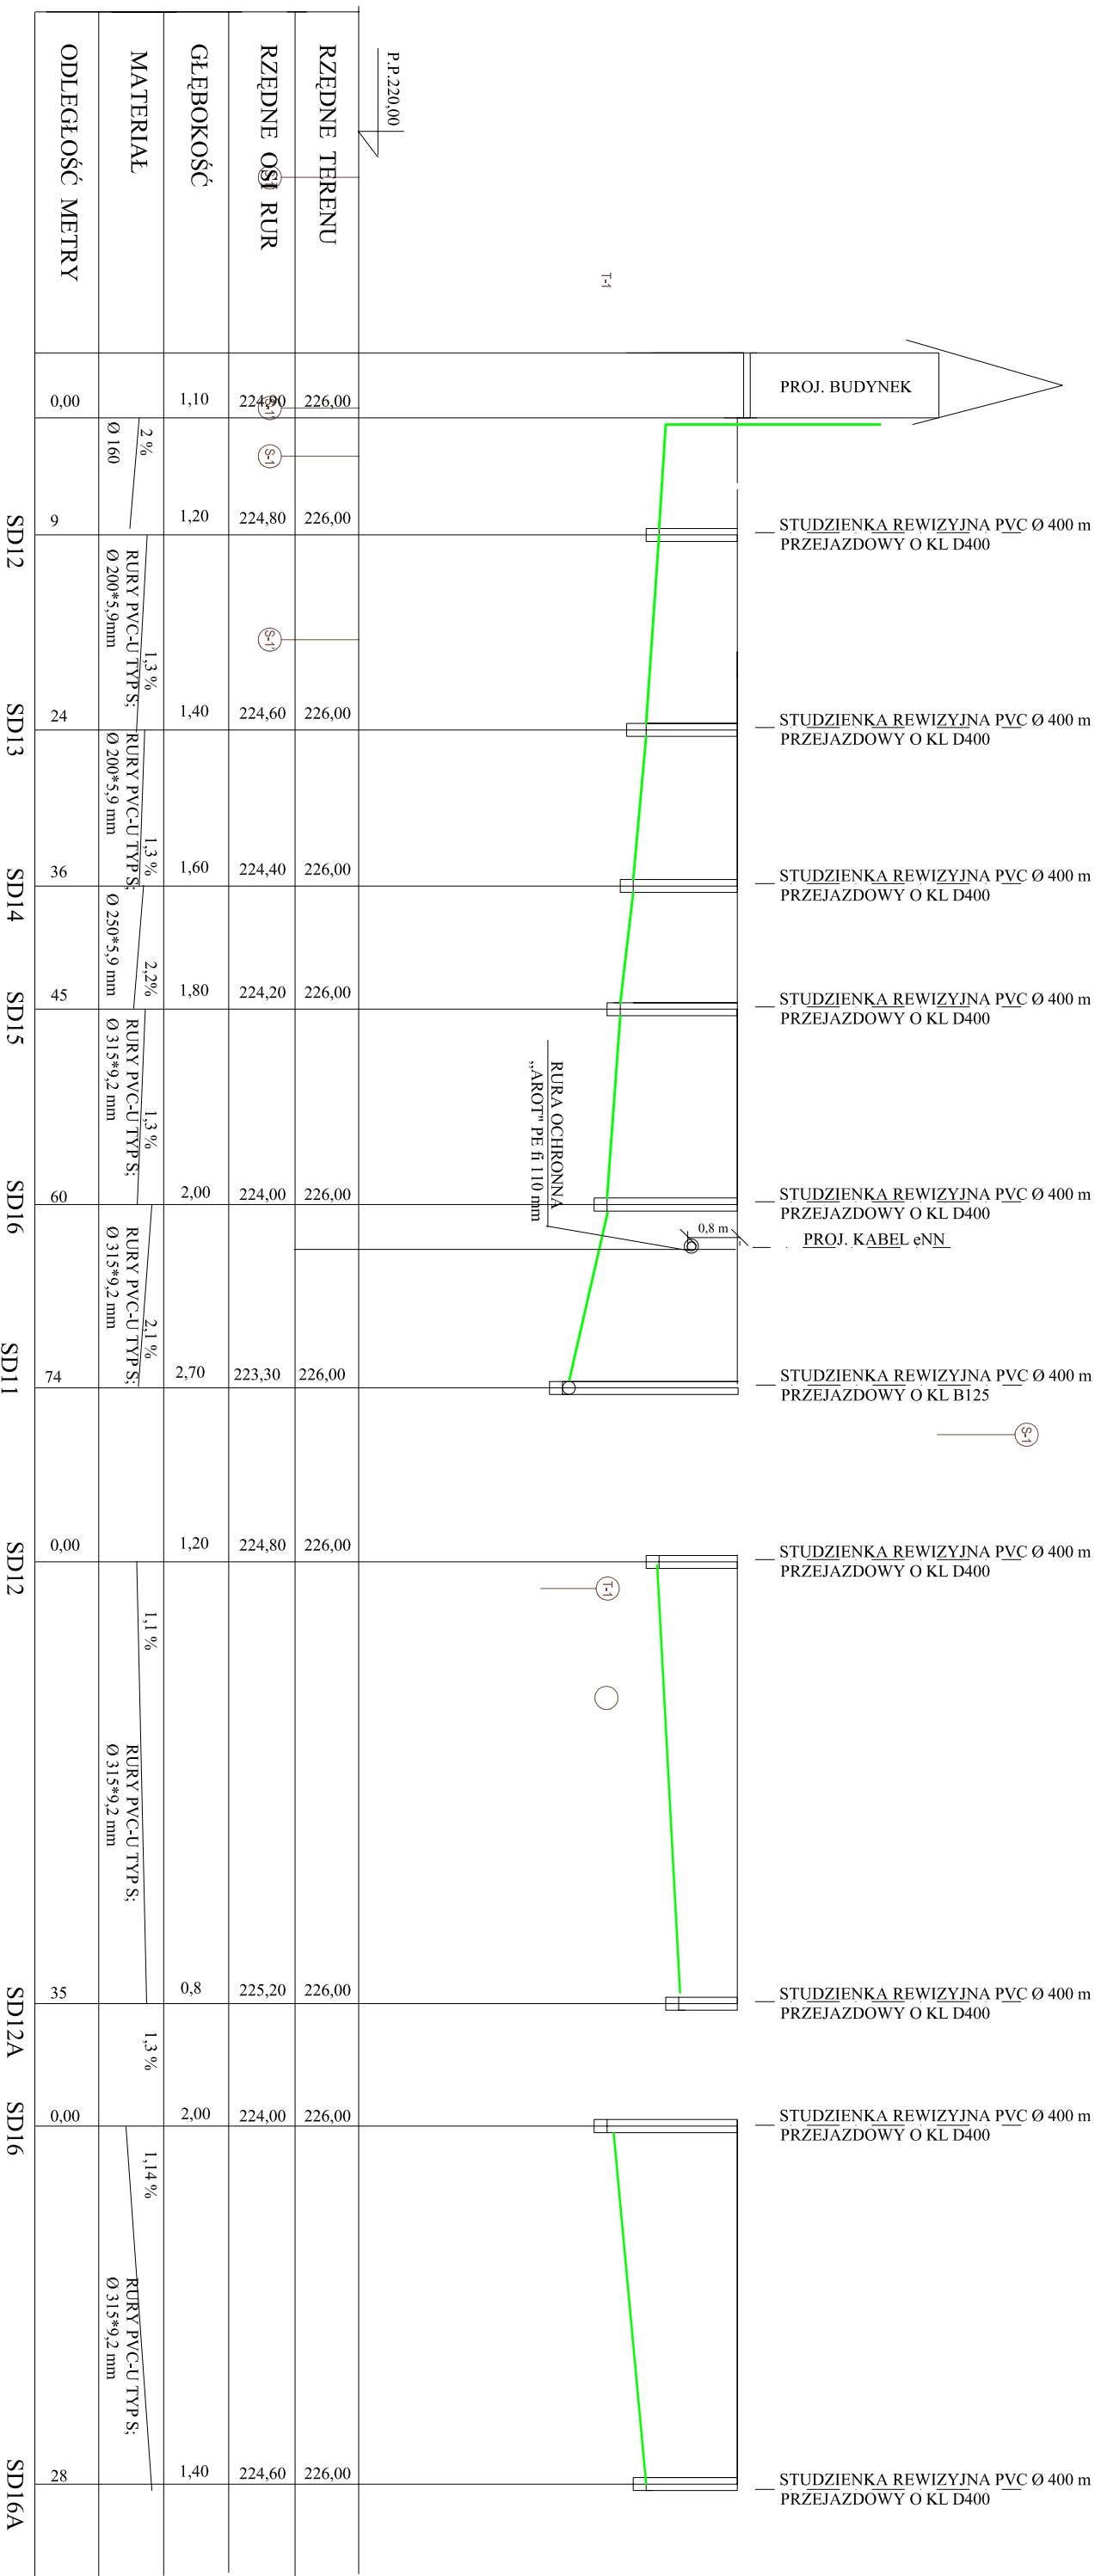 P.P.220,00
RZĘDNE TERENU
RZĘDNE OSI RUR
GŁĘBOKOŚĆ
MATERIAŁ
ODLEGŁOŚĆ METRY
T-1
PROJ. BUDYNEK
0,00
1,10
224,90
226,00
S-1
2 %
Ø 160
STUDZIENKA REWIZYJNA PVC Ø 400 m
PRZEJAZDOWY O KL D400
9
1,20
224,80
226,00
SD12
S-1'
1,3 %
RURY PVC-U TYP S;
Ø 200*5,9mm
STUDZIENKA REWIZYJNA PVC Ø 400 m
PRZEJAZDOWY O KL D400
24
1,40
224,60
226,00
SD13
1,3 %
RURY PVC-U TYP S;
Ø 200*5,9 mm
STUDZIENKA REWIZYJNA PVC Ø 400 m
PRZEJAZDOWY O KL D400
36
1,60
224,40
226,00
SD14
2,2%
Ø 250*5,9 mm
STUDZIENKA REWIZYJNA PVC Ø 400 m
PRZEJAZDOWY O KL D400
45
1,80
224,20
226,00
SD15
1,3 %
RURY PVC-U TYP S;
Ø 315*9,2 mm
RURA OCHRONNA
„AROT" PE fi 110 mm
STUDZIENKA REWIZYJNA PVC Ø 400 m
PRZEJAZDOWY O KL D400
60
2,00
224,00
226,00
SD16
0,8 m
PROJ. KABEL eNN
2,1 %
RURY PVC-U TYP S;
Ø 315*9,2 mm
STUDZIENKA REWIZYJNA PVC Ø 400 m
PRZEJAZDOWY O KL B125
74
2,70
223,30
226,00
SD11
S-1
STUDZIENKA REWIZYJNA PVC Ø 400 m
PRZEJAZDOWY O KL D400
0,00
1,20
224,80
226,00
SD12
T-1
1,1 %
RURY PVC-U TYP S;
Ø 315*9,2 mm
STUDZIENKA REWIZYJNA PVC Ø 400 m
PRZEJAZDOWY O KL D400
35
0,8
225,20
226,00
SD12A
1,3 %
STUDZIENKA REWIZYJNA PVC Ø 400 m
PRZEJAZDOWY O KL D400
0,00
2,00
224,00
226,00
SD16
1,14 %
RURY PVC-U TYP S;
Ø 315*9,2 mm
STUDZIENKA REWIZYJNA PVC Ø 400 m
PRZEJAZDOWY O KL D400
28
1,40
224,60
226,00
SD16A